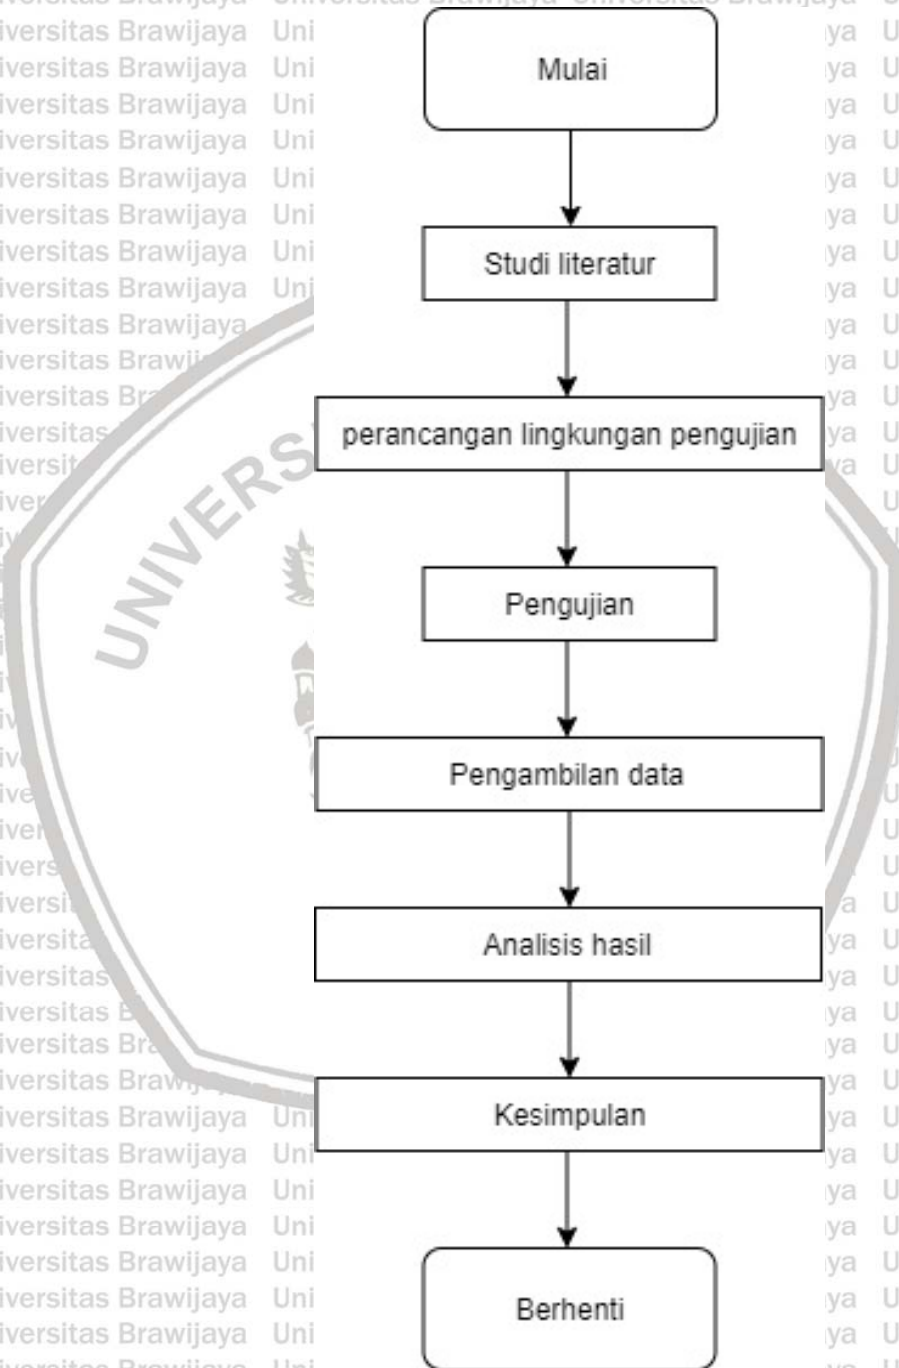 Mulai
Studi literatur
perancangan lingkungan pengujian
Pengujian
Pengambilan data
Analisis hasil
Kesimpulan
Berhenti